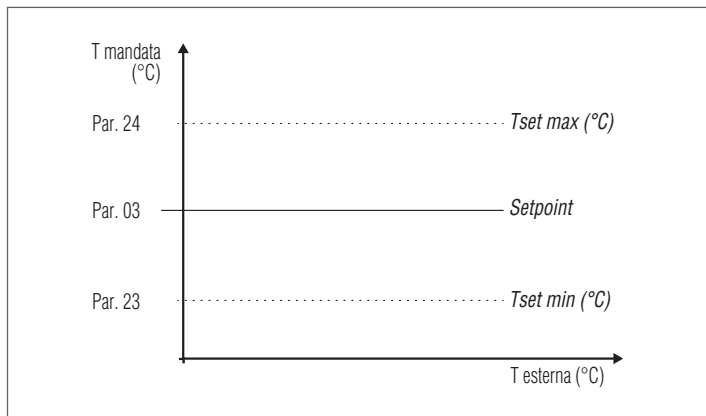 T mandata
(°C)
Par. 24
Tset max (°C)
Par. 03
Setpoint
Par. 23
Tset min (°C)
T esterna (°C)